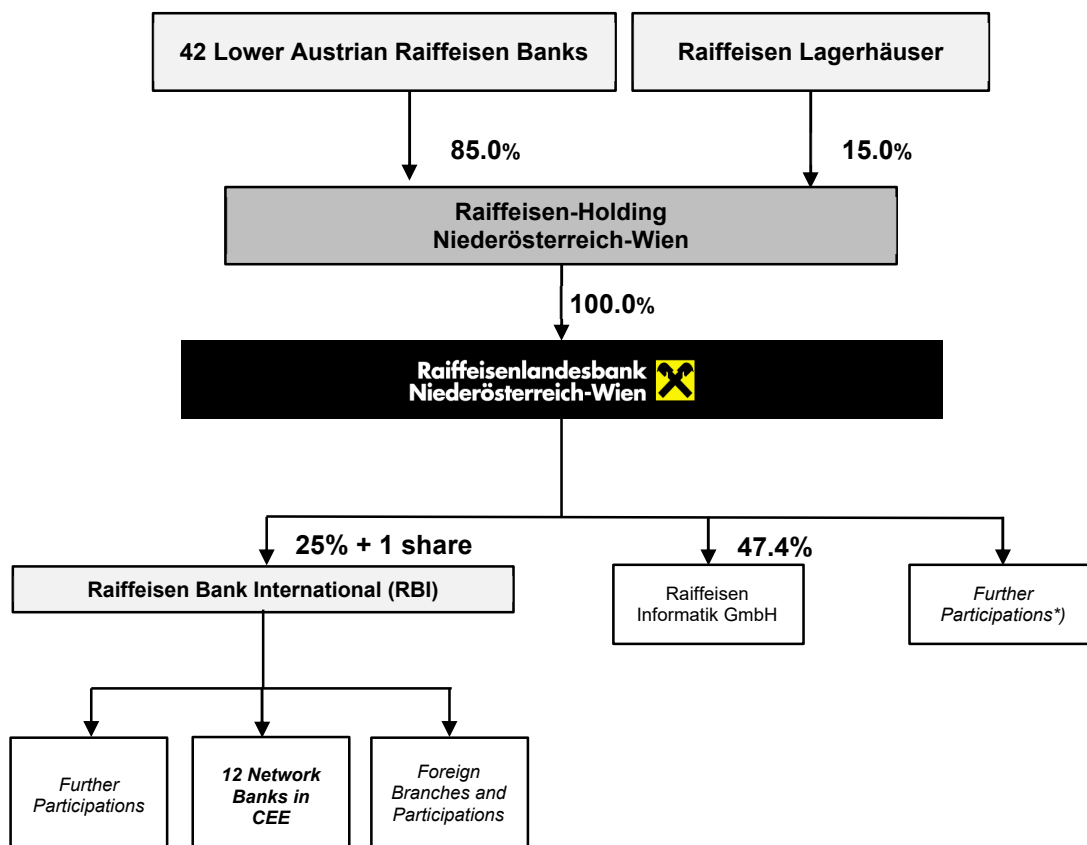 42 Lower Austrian Raiffeisen Banks
Raiffeisen Lagerhäuser
85.0%
15.0%
Raiffeisen-Holding
Niederösterreich-Wien
100.0%
Raiffeisenlandesbank
Niederösterreich-Wien
25% + 1 share
47.4%
Raiffeisen Bank International (RBI)
Raiffeisen
Informatik GmbH
Further
Participations*)
Further
Participations
12 Network
Banks in
CEE
Foreign
Branches and
Participations